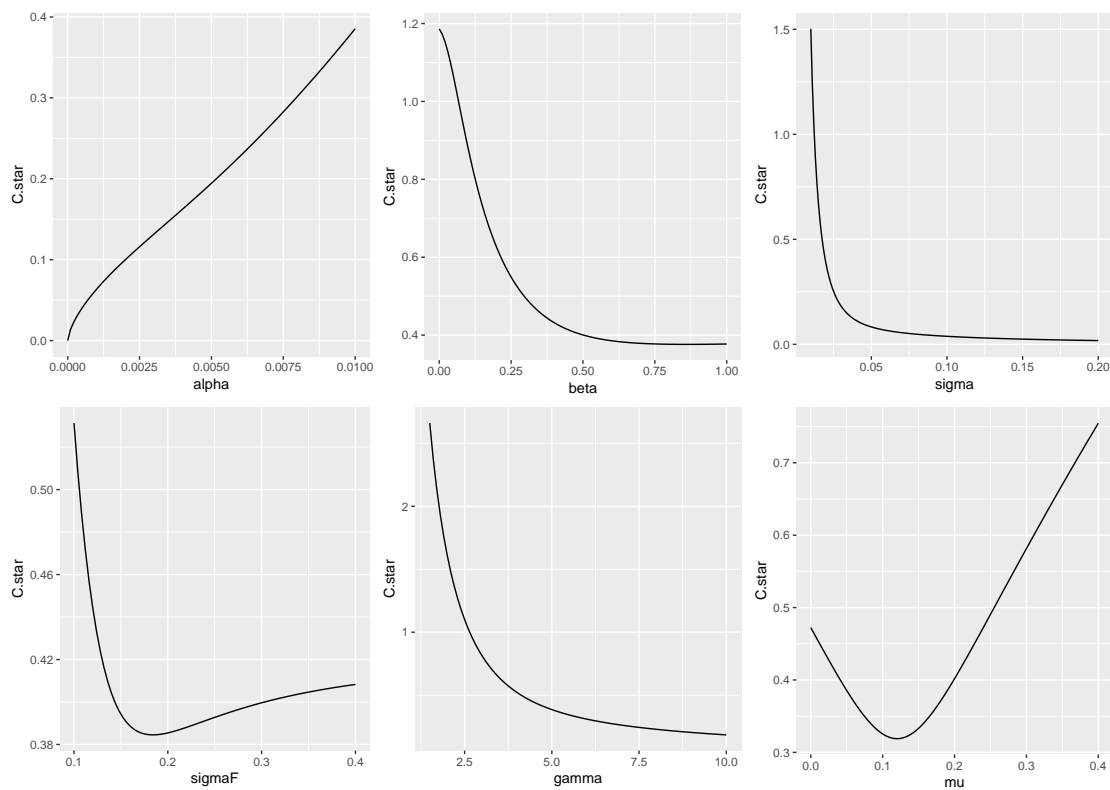 C.star
0.4
0.3
0.2
0.1
0.0
0.0000 0.0025 0.0050 0.0075 0.0100
alpha
C.star
1.2
1.0
0.8
0.6
0.4
0.00 0.25 0.50 0.75 1.00
beta
C.star
1.5
1.0
0.5
0.0
0.05 0.10 0.15 0.20
sigma
C.star
0.50
0.46
0.42
0.38
0.1 0.2 0.3 0.4
sigmaF
C.star
2
1
2.5 5.0 7.5 10.0
gamma
C.star
0.7
0.6
0.5
0.4
0.3
0.0 0.1 0.2 0.3 0.4
mu